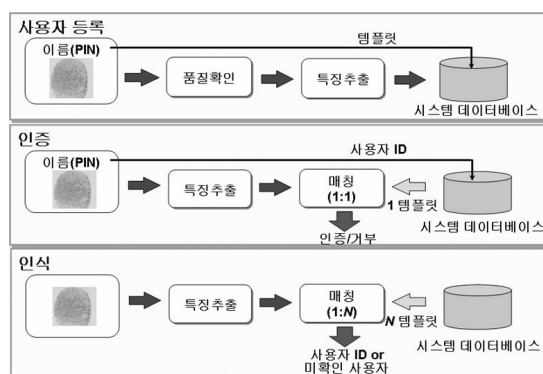 사용자 등록
이름(PIN)
템플릿
품질확인
특징추출
시스템 데이터베이스
인증
이름(PIN)
사용자 ID
특징추출
매칭
(1:1)
1 템플릿
시스템 데이터베이스
인증/거부
인식
특징추출
매칭
(1:N)
N 템플릿
시스템 데이터베이스
사용자 ID or
미확인 사용자